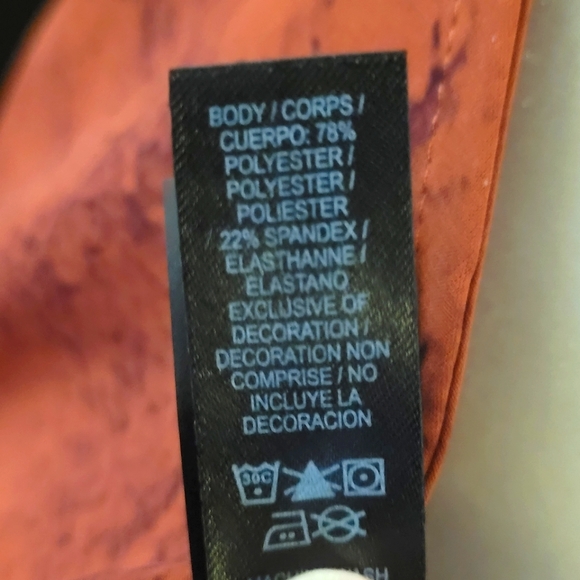 BODY / CORPS /
CUERPO: 78%
POLYESTER /
POLYESTER /
POLIESTER
22% SPANDEX /
ELASTHANNE /
ELASTANO
EXCLUSIVE OF
DECORATION /
DECORATION NON
COMPRISE / NO
INCLUYE LA
DECORACION
30C